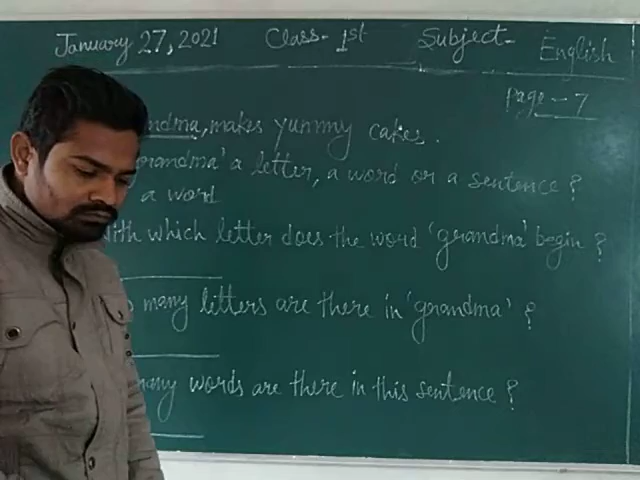 January 27, 2021 Class- 1st Subject- English
Page - 7
ndma, makes yummy cakes.
grandma' a letter, a word or a sentence ?
a word
ith which letter does the word 'grandma' begin ?
many letters are there in 'grandma' ?
many words are there in this sentence ?